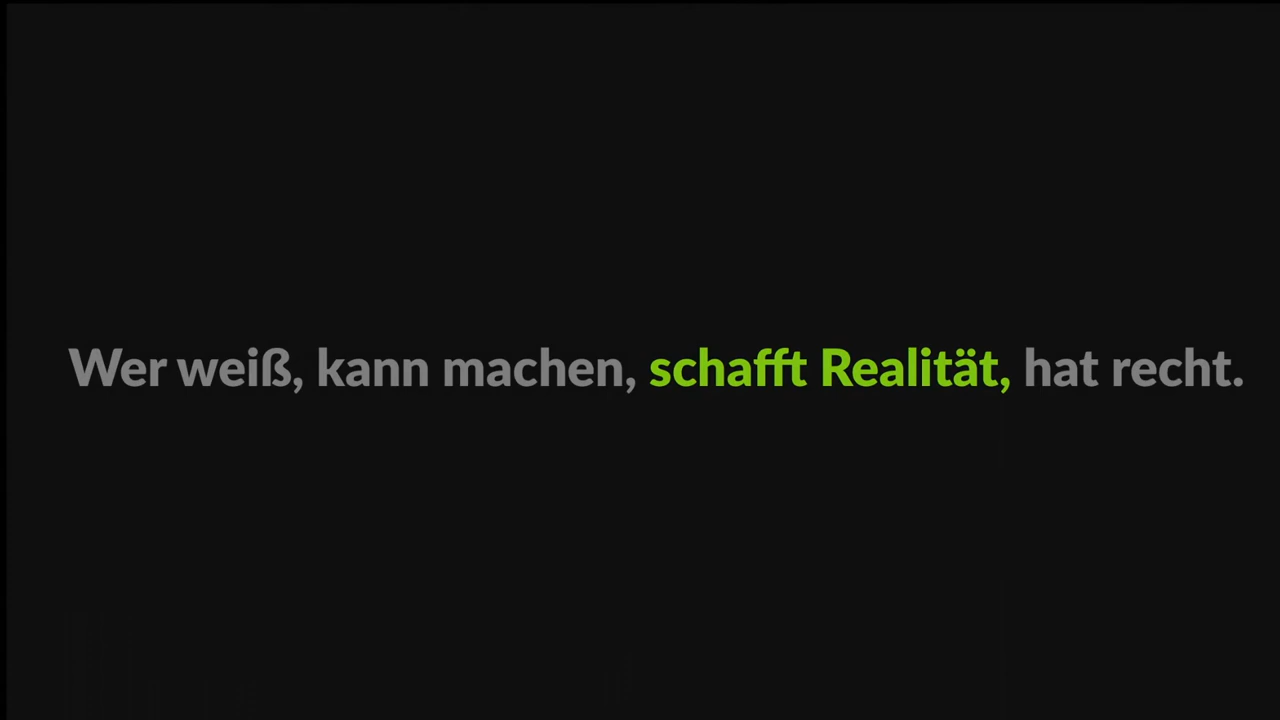 Wer weiß, kann machen, schafft Realität, hat recht.